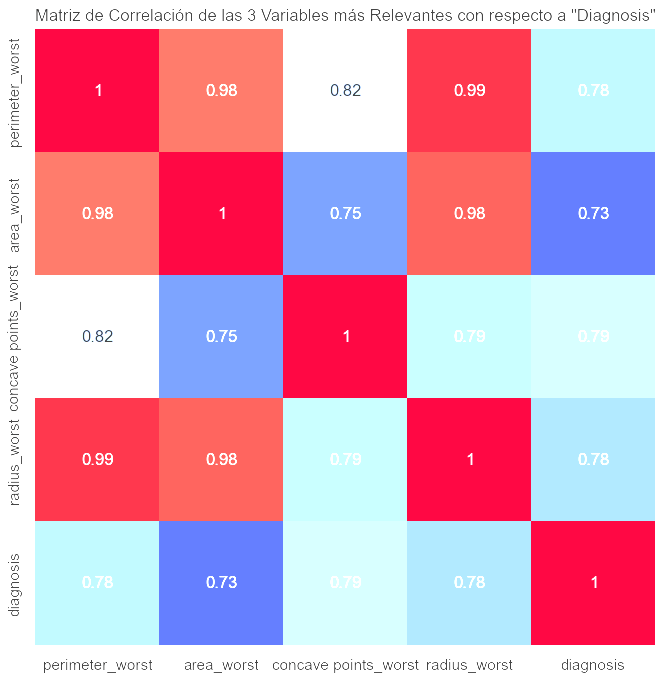 Matriz de Correlación de las 3 Variables más Relevantes con respecto a "Diagnosis"
perimeter_worst
1 0.98 0.82 0.99 0.78
area_worst
0.98 1 0.75 0.98 0.73
concave points_worst
0.82 0.75 1 0.79 0.79
radius_worst
0.99 0.98 0.79 1 0.78
diagnosis
0.78 0.73 0.79 0.78 1
perimeter_worst area_worst concave points_worst radius_worst diagnosis